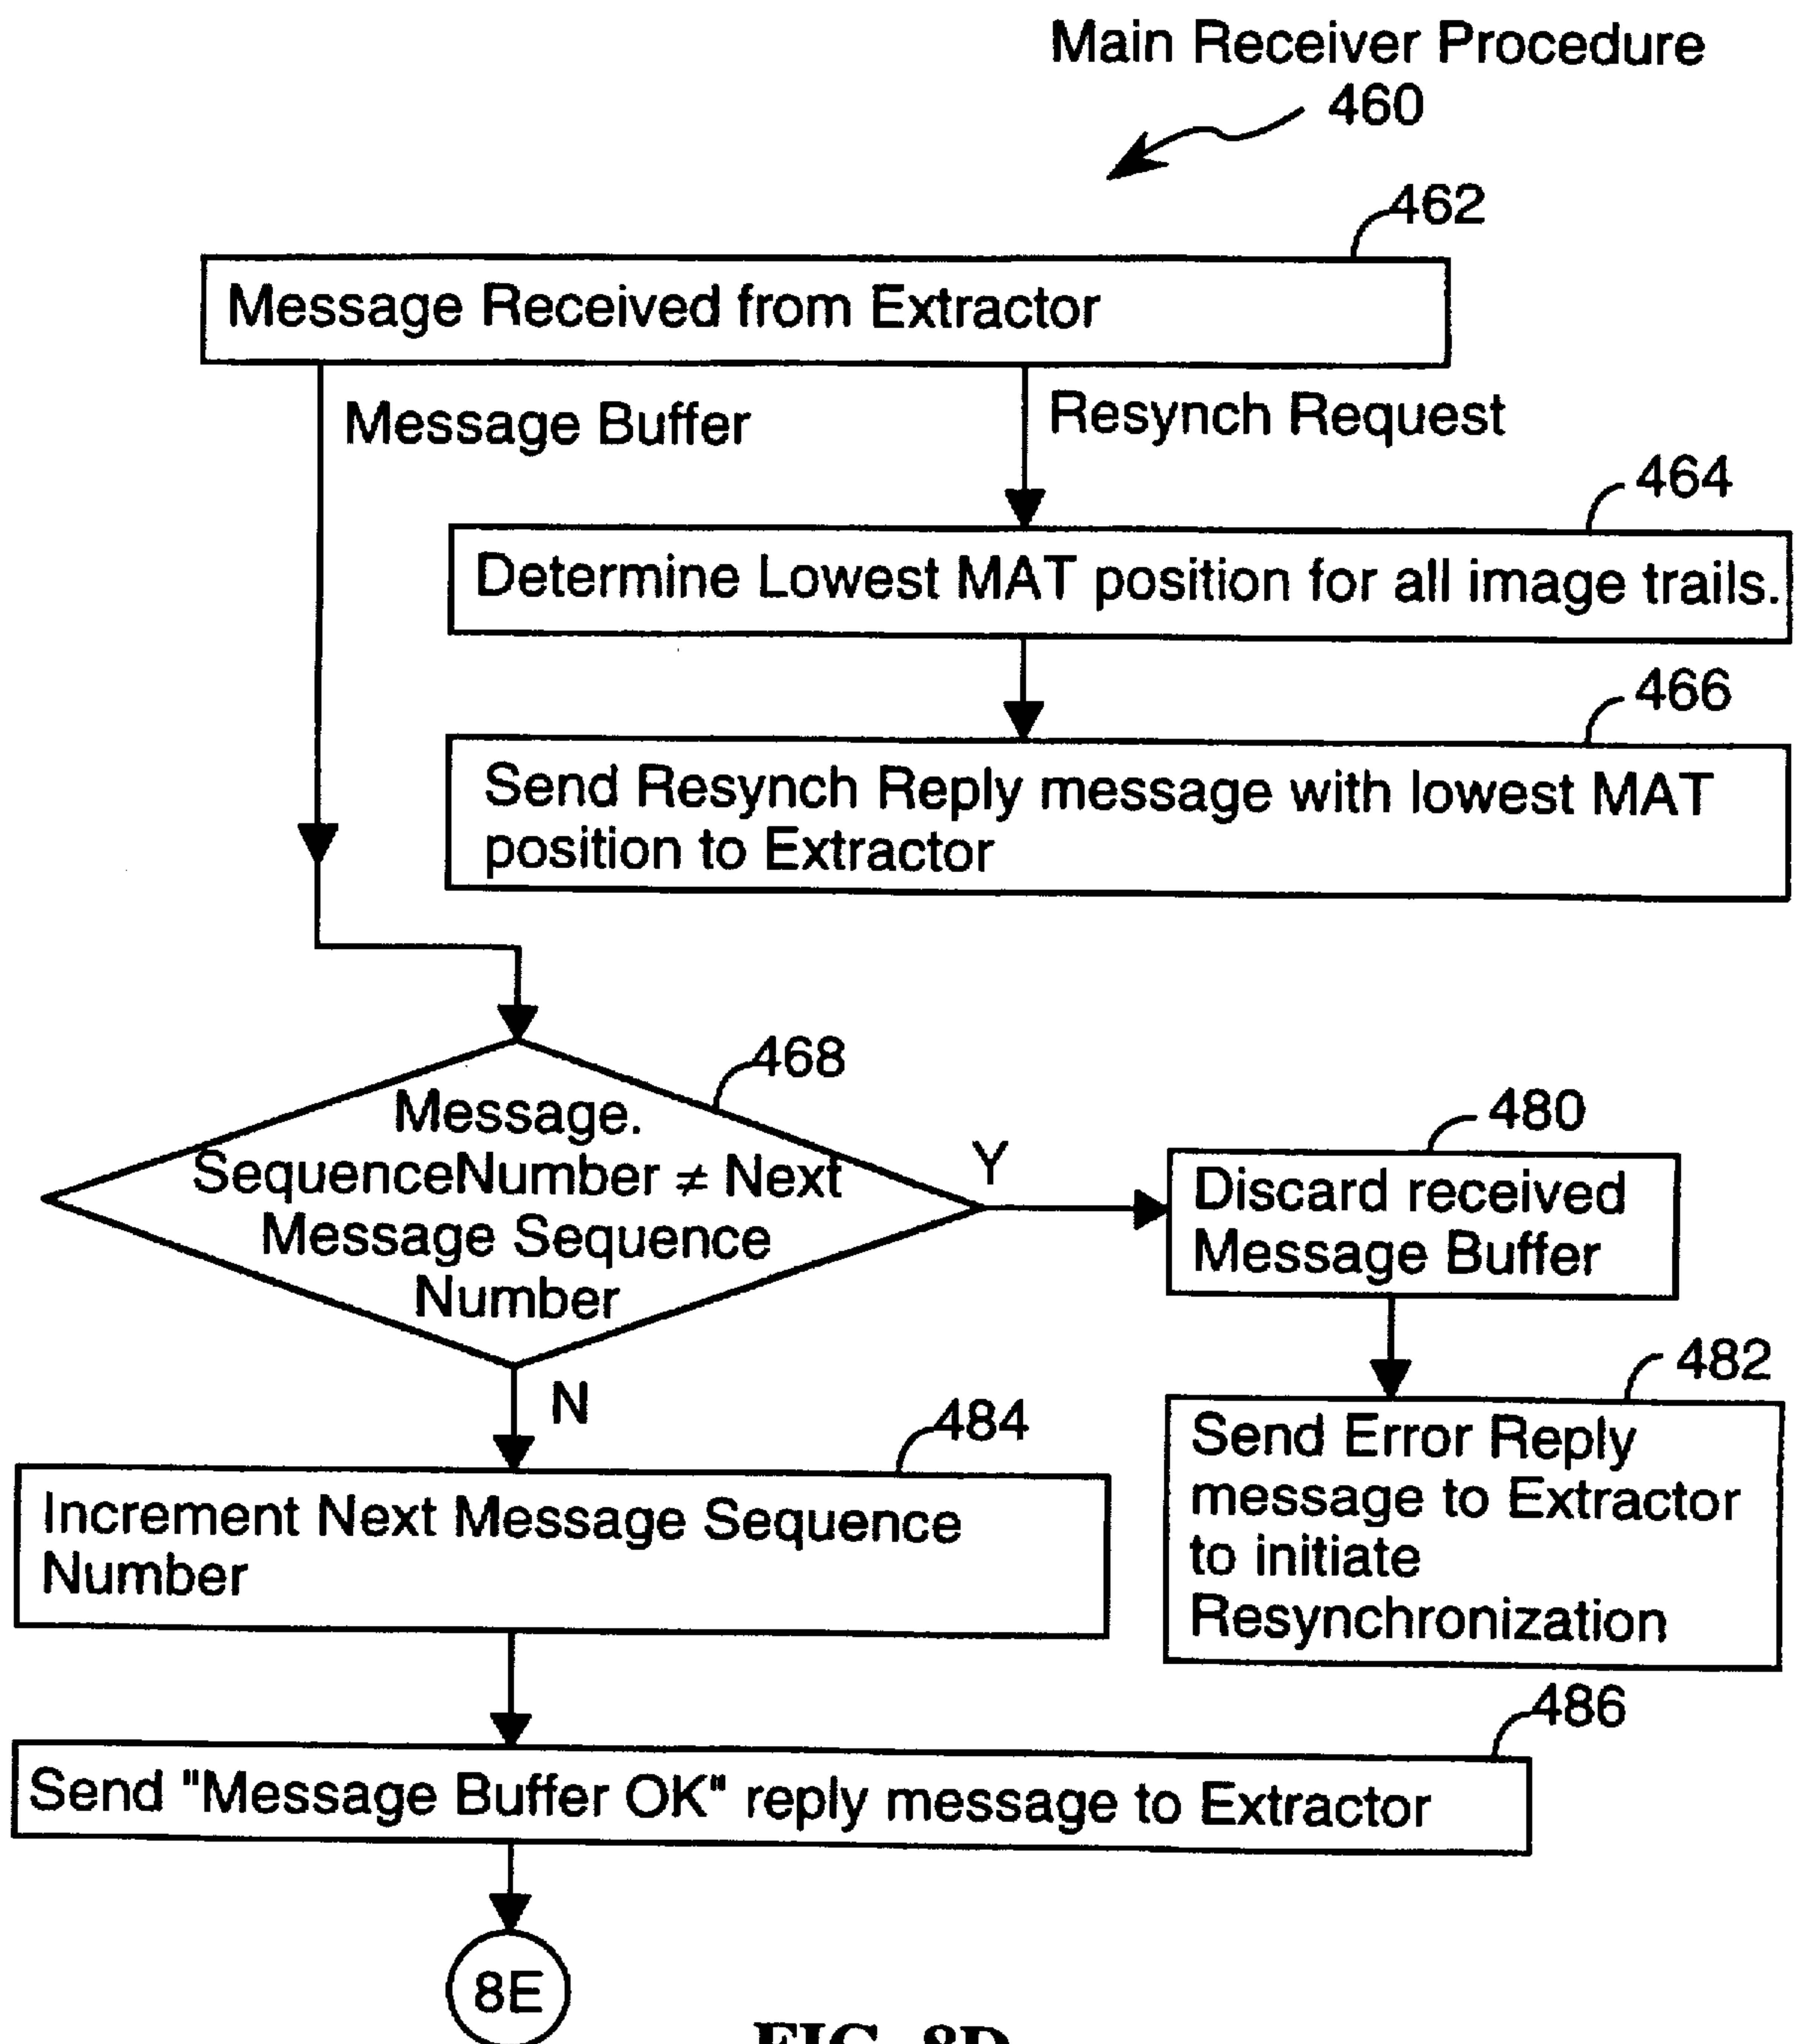 Main Receiver Procedure
460
462
Message Received from Extractor
Message Buffer
Resynch Request
464
Determine Lowest MAT position for all image trails.
466
Send Resynch Reply message with lowest MAT
position to Extractor
468
Message.
SequenceNumber ≠ Next
Message Sequence
Number
Y
480
Discard received
Message Buffer
N
482
Send Error Reply
message to Extractor
to initiate
Resynchronization
484
Increment Next Message Sequence
Number
486
Send "Message Buffer OK" reply message to Extractor
8E
FIG. 8D